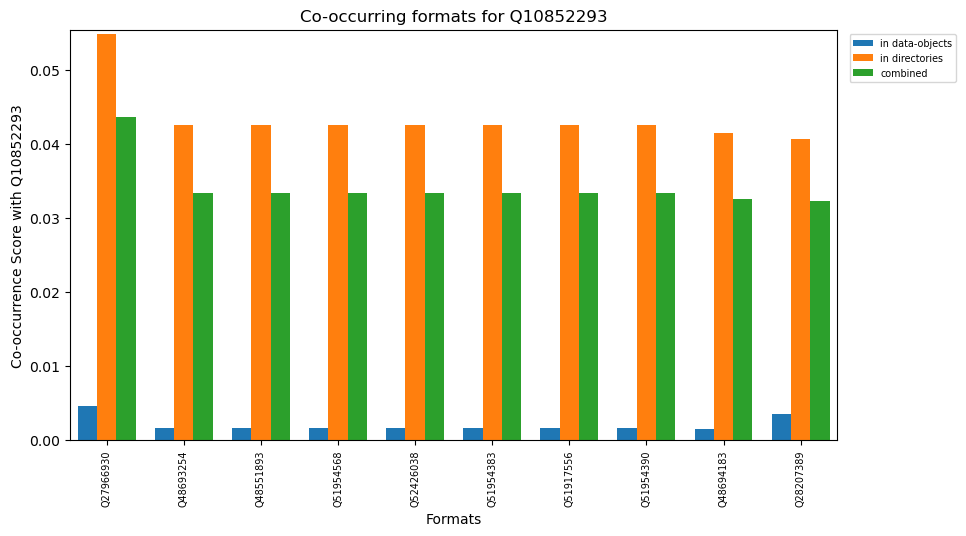 Co-occurring formats for Q10852293
in data-objects
in directories
combined
Co-occurrence Score with Q10852293
0.05
0.04
0.03
0.02
0.01
0.00
Q27966930
Q48693254
Q48551893
Q51954568
Q52426038
Q51954383
Q51917556
Q51954390
Q48694183
Q28207389
Formats